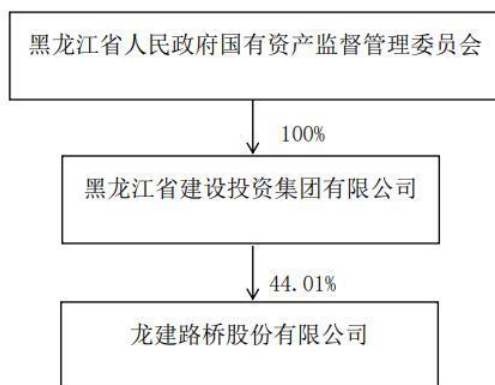 黑龙江省人民政府国有资产监督管理委员会
100%
黑龙江省建设投资集团有限公司
44.01%
龙建路桥股份有限公司